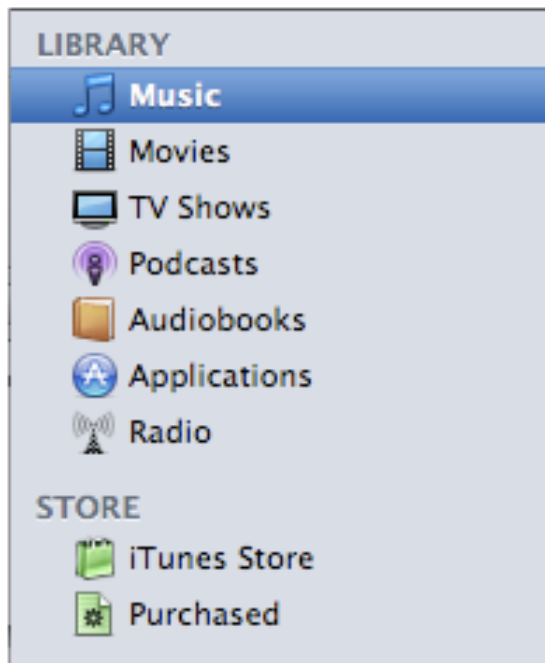 LIBRARY
Music
Movies
TV Shows
Podcasts
Audiobooks
Applications
Radio
STORE
iTunes Store
Purchased